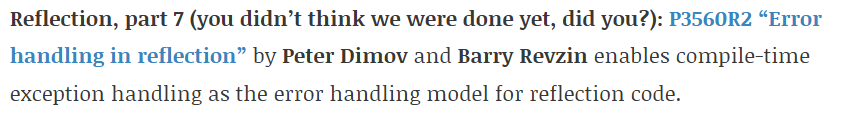 Reflection, part 7 (you didn’t think we were done yet, did you?): P3560R2 “Error
handling in reflection” by Peter Dimov and Barry Revzin enables compile-time
exception handling as the error handling model for reflection code.